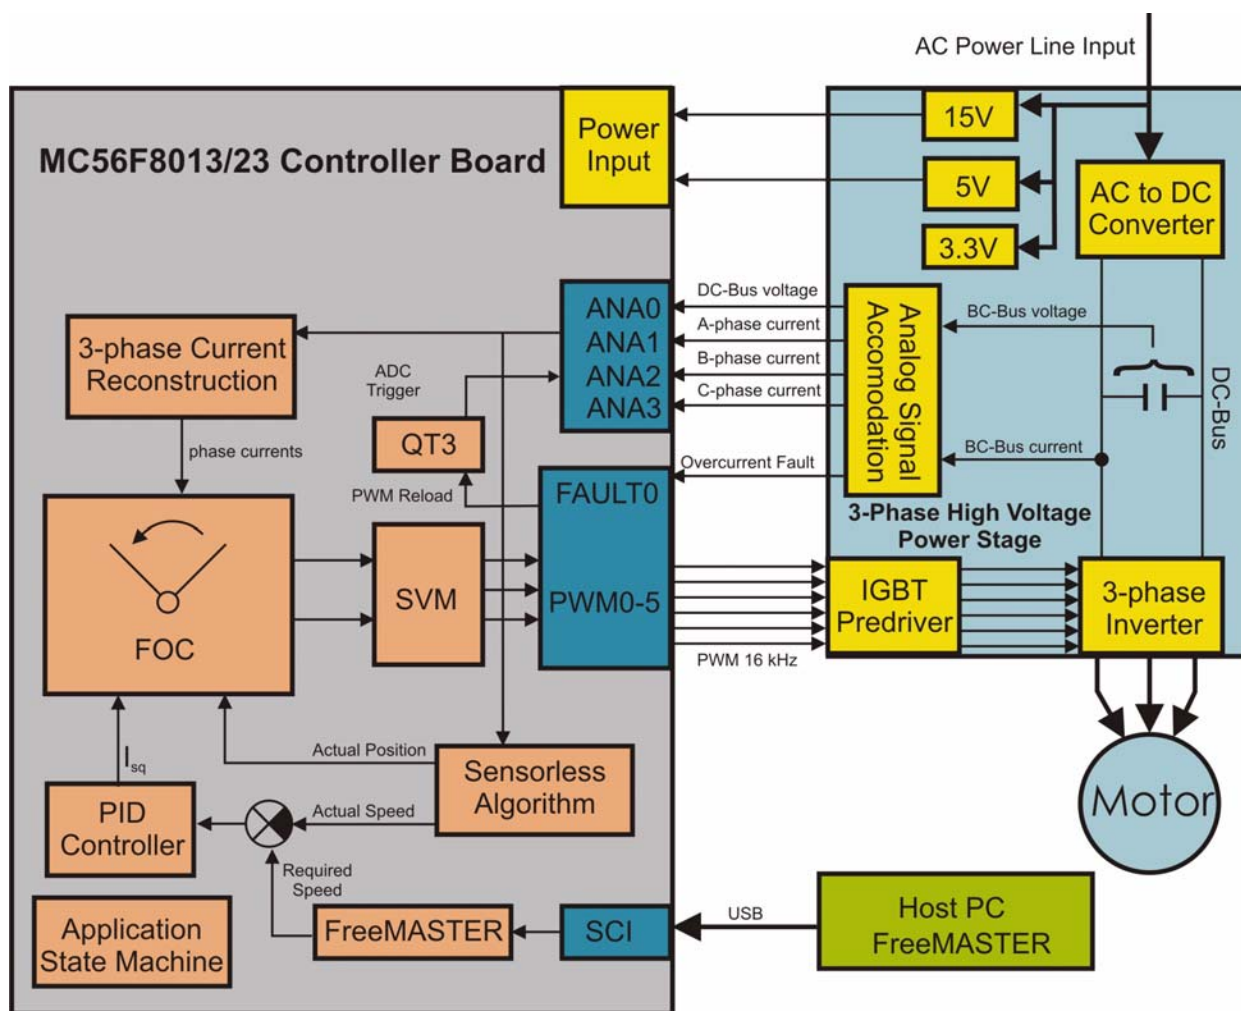 AC Power Line Input
MC56F8013/23 Controller Board
Power
Input
15V
5V
3.3V
AC to DC
Converter
ANA0
ANA1
ANA2
ANA3
DC-Bus voltage
A-phase current
B-phase current
C-phase current
Analog Signal
Accomodation
BC-Bus voltage
DC-Bus
BC-Bus current
3-phase Current
Reconstruction
ADC
Trigger
QT3
phase currents
PWM Reload
Overcurrent Fault
FAULT0
PWM0-5
3-Phase High Voltage
Power Stage
FOC
SVM
IGBT
Predriver
3-phase
Inverter
PWM 16 kHz
Isq
Actual Position
Sensorless
Algorithm
Actual Speed
PID
Controller
Required
Speed
Motor
Application
State Machine
FreeMASTER
SCI
USB
Host PC
FreeMASTER